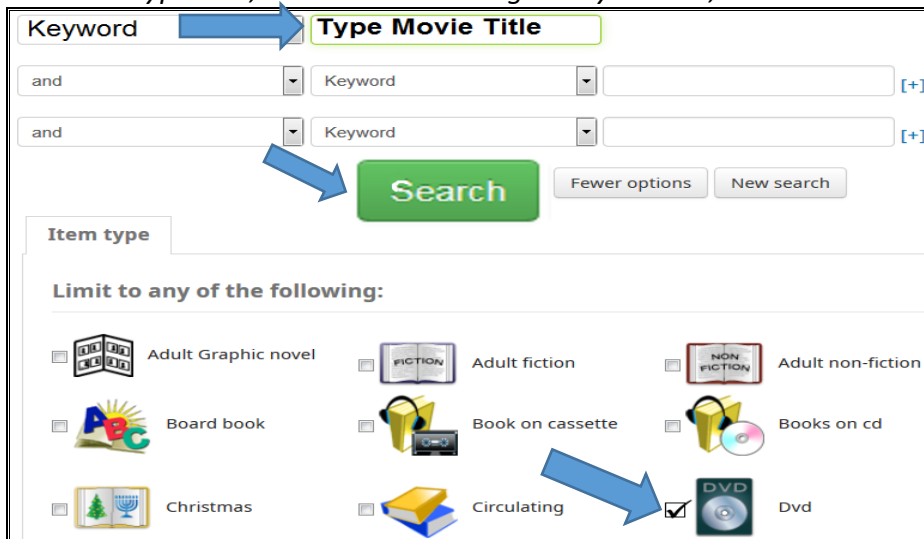 Keyword Type Movie Title
and Keyword [+]
and Keyword [+]
Search Fewer options New search
Item type
Limit to any of the following:
Adult Graphic novel FICTION Adult fiction NON FICTION Adult non-fiction
ABC Board book Book on cassette Books on cd
Christmas Circulating DVD Dvd